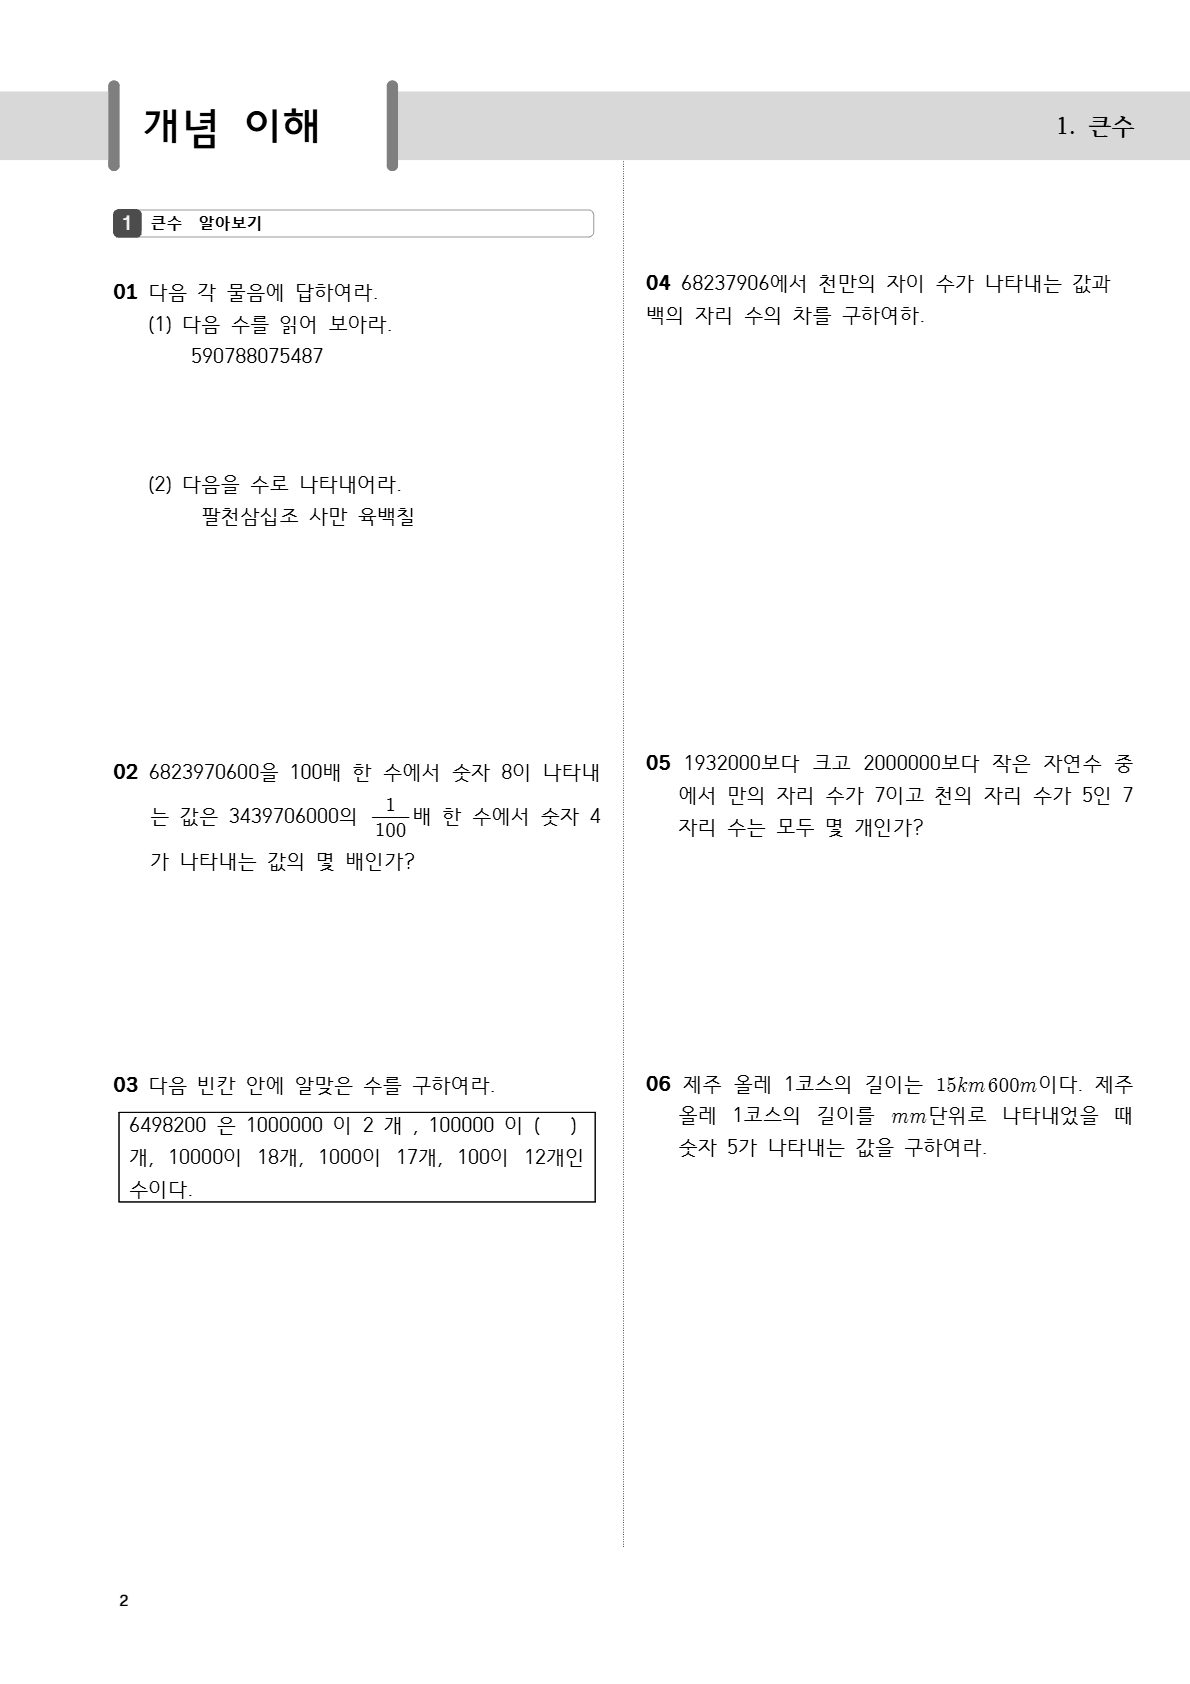 개념 이해
1. 큰수
1 큰수 알아보기
01 다음 각 물음에 답하여라.
(1) 다음 수를 읽어 보아라.
590788075487
(2) 다음을 수로 나타내어라.
팔천삼십조 사만 육백칠
02 6823970600을 100배 한 수에서 숫자 8이 나타내
는 값은 3439706000의 1/100배 한 수에서 숫자 4
가 나타내는 값의 몇 배인가?
03 다음 빈칸 안에 알맞은 수를 구하여라.
6498200 은 1000000 이 2 개 , 100000 이 (   )
개, 10000이 18개, 1000이 17개, 100이 12개인
수이다.
04 68237906에서 천만의 자이 수가 나타내는 값과
백의 자리 수의 차를 구하여하.
05 1932000보다 크고 2000000보다 작은 자연수 중
에서 만의 자리 수가 7이고 천의 자리 수가 5인 7
자리 수는 모두 몇 개인가?
06 제주 올레 1코스의 길이는 15km 600m이다. 제주
올레 1코스의 길이를 mm단위로 나타내었을 때
숫자 5가 나타내는 값을 구하여라.
2